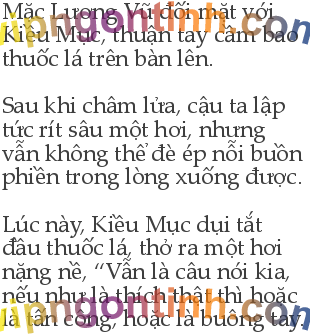 Mặc Lương Vũ đối mặt với
Kiều Mục, thuận tay cầm bao
thuốc lá trên bàn lên.
Sau khi châm lửa, cậu ta lập
tức rít sâu một hơi, nhưng
vẫn không thể đè ép nỗi buồn
phiền trong lòng xuống được.
Lúc này, Kiều Mục dụi tắt
đầu thuốc lá, thở ra một hơi
nặng nề, “Vẫn là câu nói kia,
nếu như là thích thật thì hoặc
là tấn công, hoặc là buông tay,
vipngontinh.com
vipngontinh.com